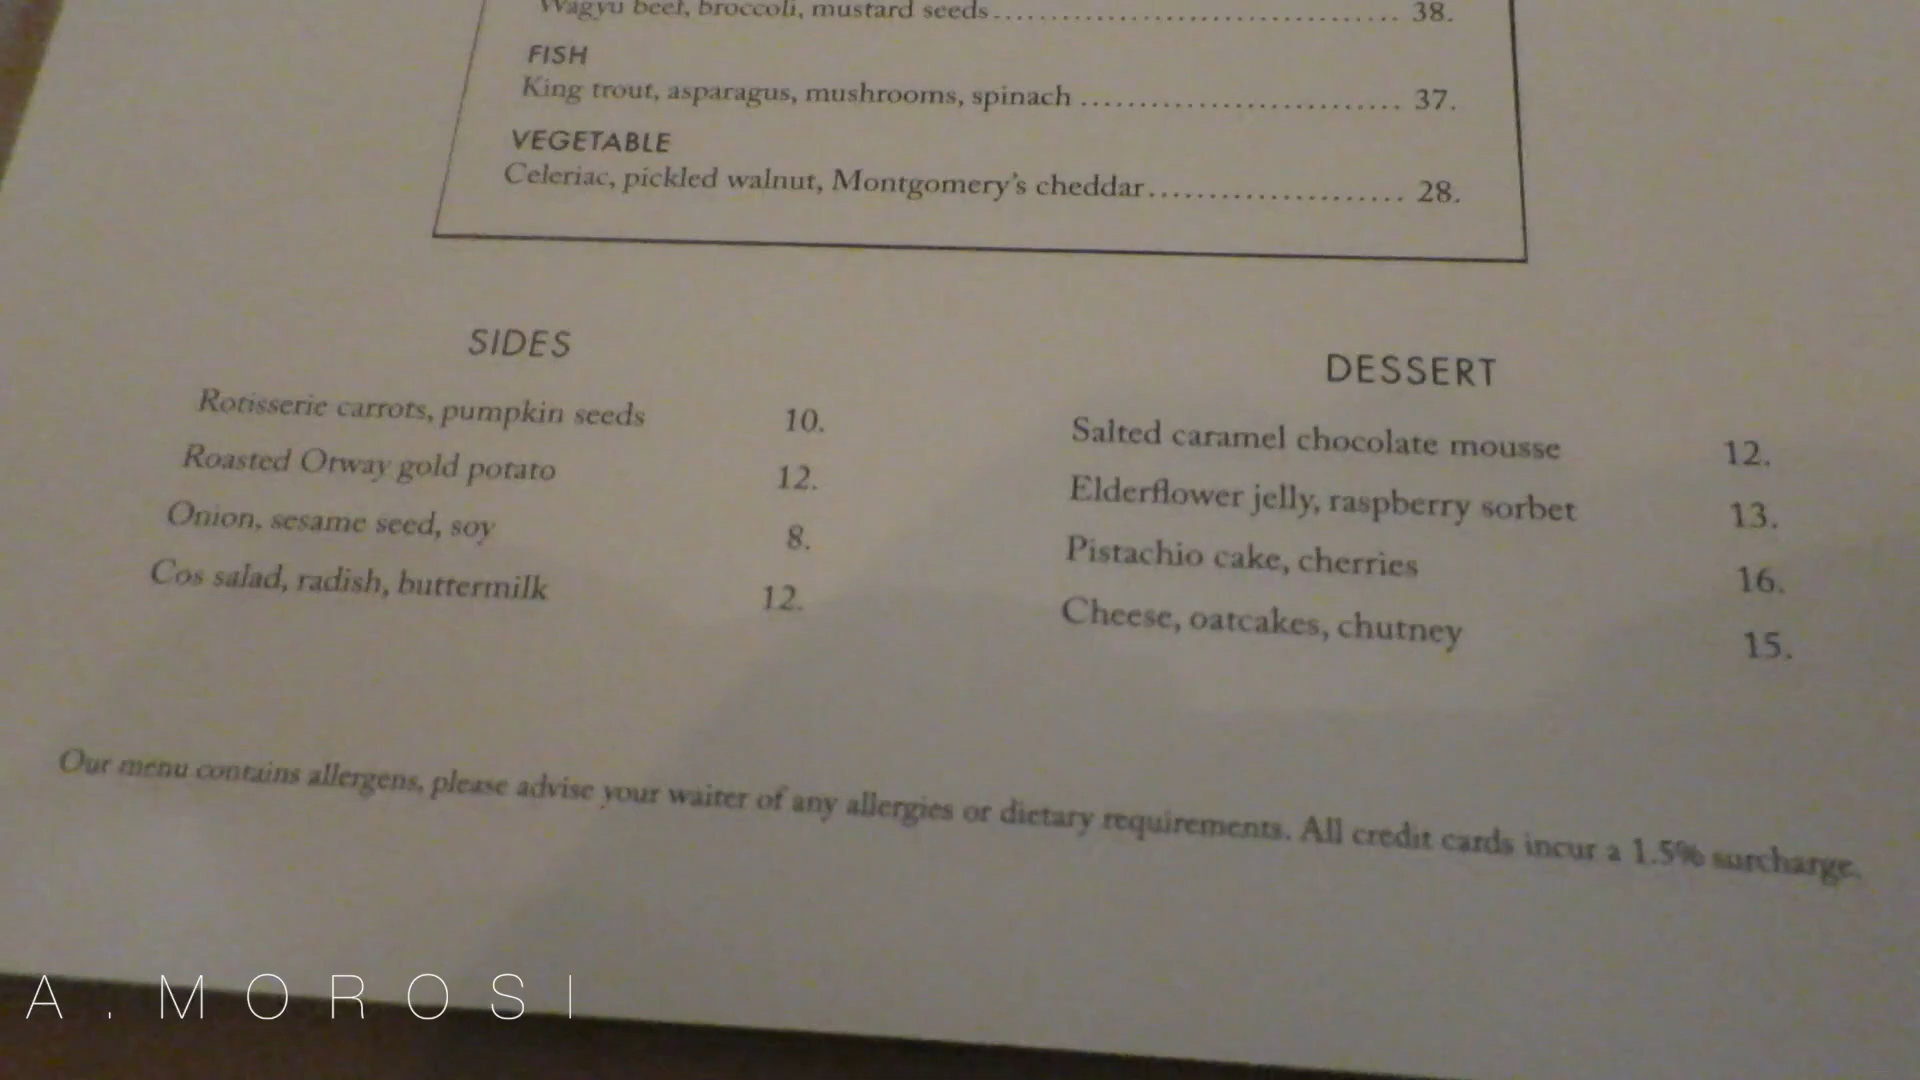 Wagyu beef, broccoli, mustard seeds.................................. 38.
FISH
King trout, asparagus, mushrooms, spinach ........................... 37.
VEGETABLE
Celeriac, pickled walnut, Montgomery's cheddar...................... 28.
SIDES
Rotisserie carrots, pumpkin seeds 10.
Roasted Otway gold potato 12.
Onion, sesame seed, soy 8.
Cos salad, radish, buttermilk 12.
DESSERT
Salted caramel chocolate mousse 12.
Elderflower jelly, raspberry sorbet 13.
Pistachio cake, cherries 16.
Cheese, oatcakes, chutney 15.
Our menu contains allergens, please advise your waiter of any allergies or dietary requirements. All credit cards incur a 1.5% surcharge.
A . M O R O S I